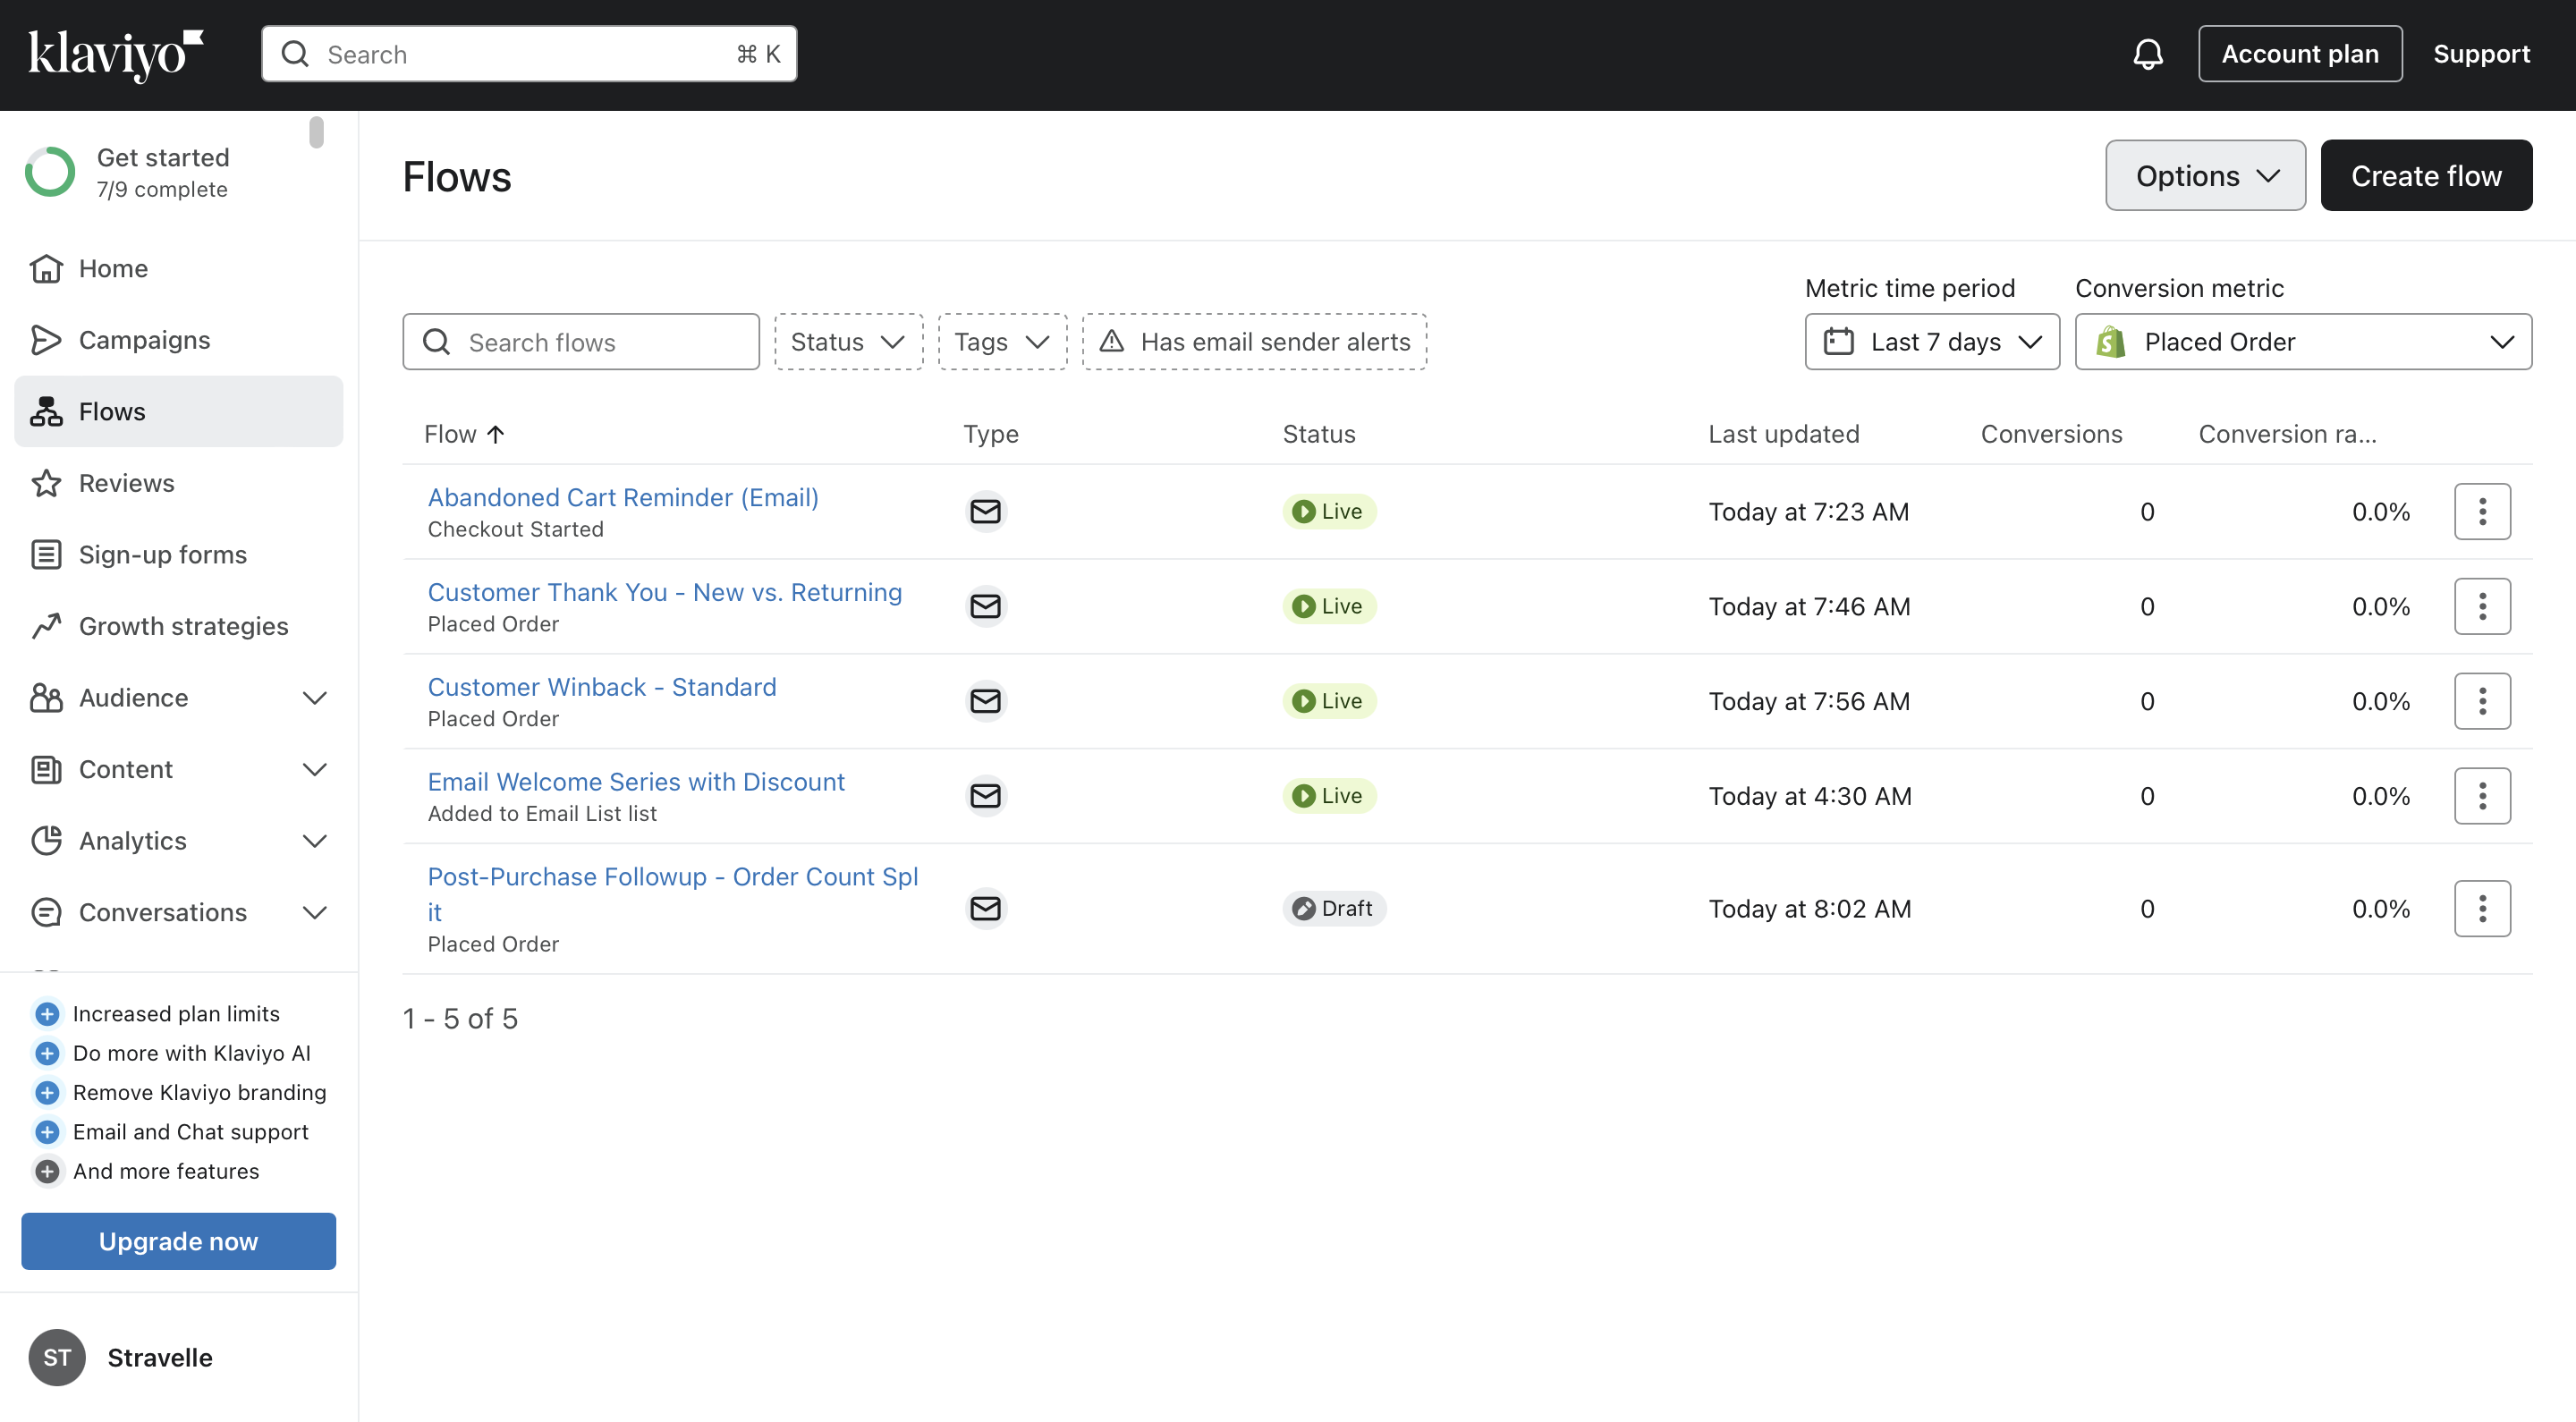 klaviyo
Search
⌘ K
Account plan
Support
Get started
7/9 complete
Home
Campaigns
Flows
Reviews
Sign-up forms
Growth strategies
Audience
Content
Analytics
Conversations
Increased plan limits
Do more with Klaviyo AI
Remove Klaviyo branding
Email and Chat support
And more features
Upgrade now
ST
Stravelle
Flows
Options
Create flow
Metric time period
Conversion metric
Search flows
Status
Tags
Has email sender alerts
Last 7 days
Placed Order
Flow Type Status Last updated Conversions Conversion ra...
Abandoned Cart Reminder (Email)
Checkout Started
Live
Today at 7:23 AM
0
0.0%
Customer Thank You - New vs. Returning
Placed Order
Live
Today at 7:46 AM
0
0.0%
Customer Winback - Standard
Placed Order
Live
Today at 7:56 AM
0
0.0%
Email Welcome Series with Discount
Added to Email List list
Live
Today at 4:30 AM
0
0.0%
Post-Purchase Followup - Order Count Spl
it
Placed Order
Draft
Today at 8:02 AM
0
0.0%
1 - 5 of 5